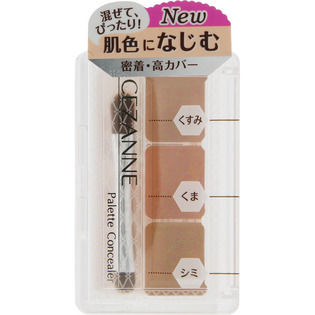 混ぜて、
ぴったり!
New
肌色になじむ
密着・高カバー
CEZANNE
Palette Concealer
くすみ
くま
シミ